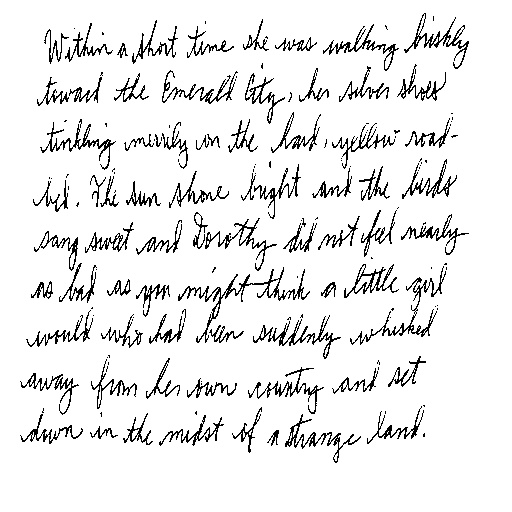 Within a short time she was walking briskly
toward the Emerald City, her silver shoes
tinkling merrily on the hard, yellow road-
bed. The sun shone bright and the birds
sang sweet and Dorothy did not feel nearly
as bad as you might think a little girl
would who had been suddenly whisked
away from her own country and set
down in the midst of a strange land.